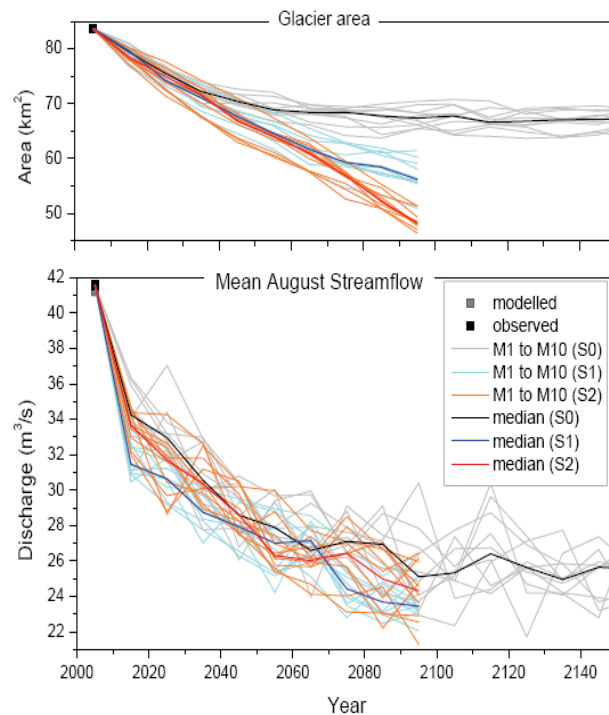 Glacier area
80
70
60
50
Area (km²)
Mean August Streamflow
42
40
38
36
34
32
30
28
26
24
22
Discharge (m³/s)
modelled
observed
M1 to M10 (S0)
M1 to M10 (S1)
M1 to M10 (S2)
median (S0)
median (S1)
median (S2)
2000 2020 2040 2060 2080 2100 2120 2140
Year